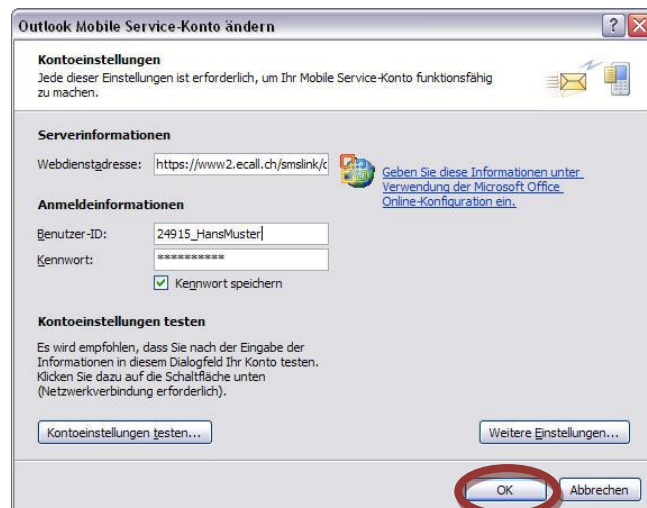 Outlook Mobile Service-Konto ändern
Kontoeinstellungen
Jede dieser Einstellungen ist erforderlich, um Ihr Mobile Service-Konto funktionsfähig
zu machen.
Serverinformationen
Webdienstadresse: https://www2.ecall.ch/smslink/c
Geben Sie diese Informationen unter
Verwendung der Microsoft Office
Online-Konfiguration ein.
Anmeldeinformationen
Benutzer-ID: 24915_HansMuster
Kennwort: **********
Kennwort speichern
Kontoeinstellungen testen
Es wird empfohlen, dass Sie nach der Eingabe der
Informationen in diesem Dialogfeld Ihr Konto testen.
Klicken Sie dazu auf die Schaltfläche unten
(Netzwerkverbindung erforderlich).
Kontoeinstellungen testen... Weitere Einstellungen...
OK Abbrechen